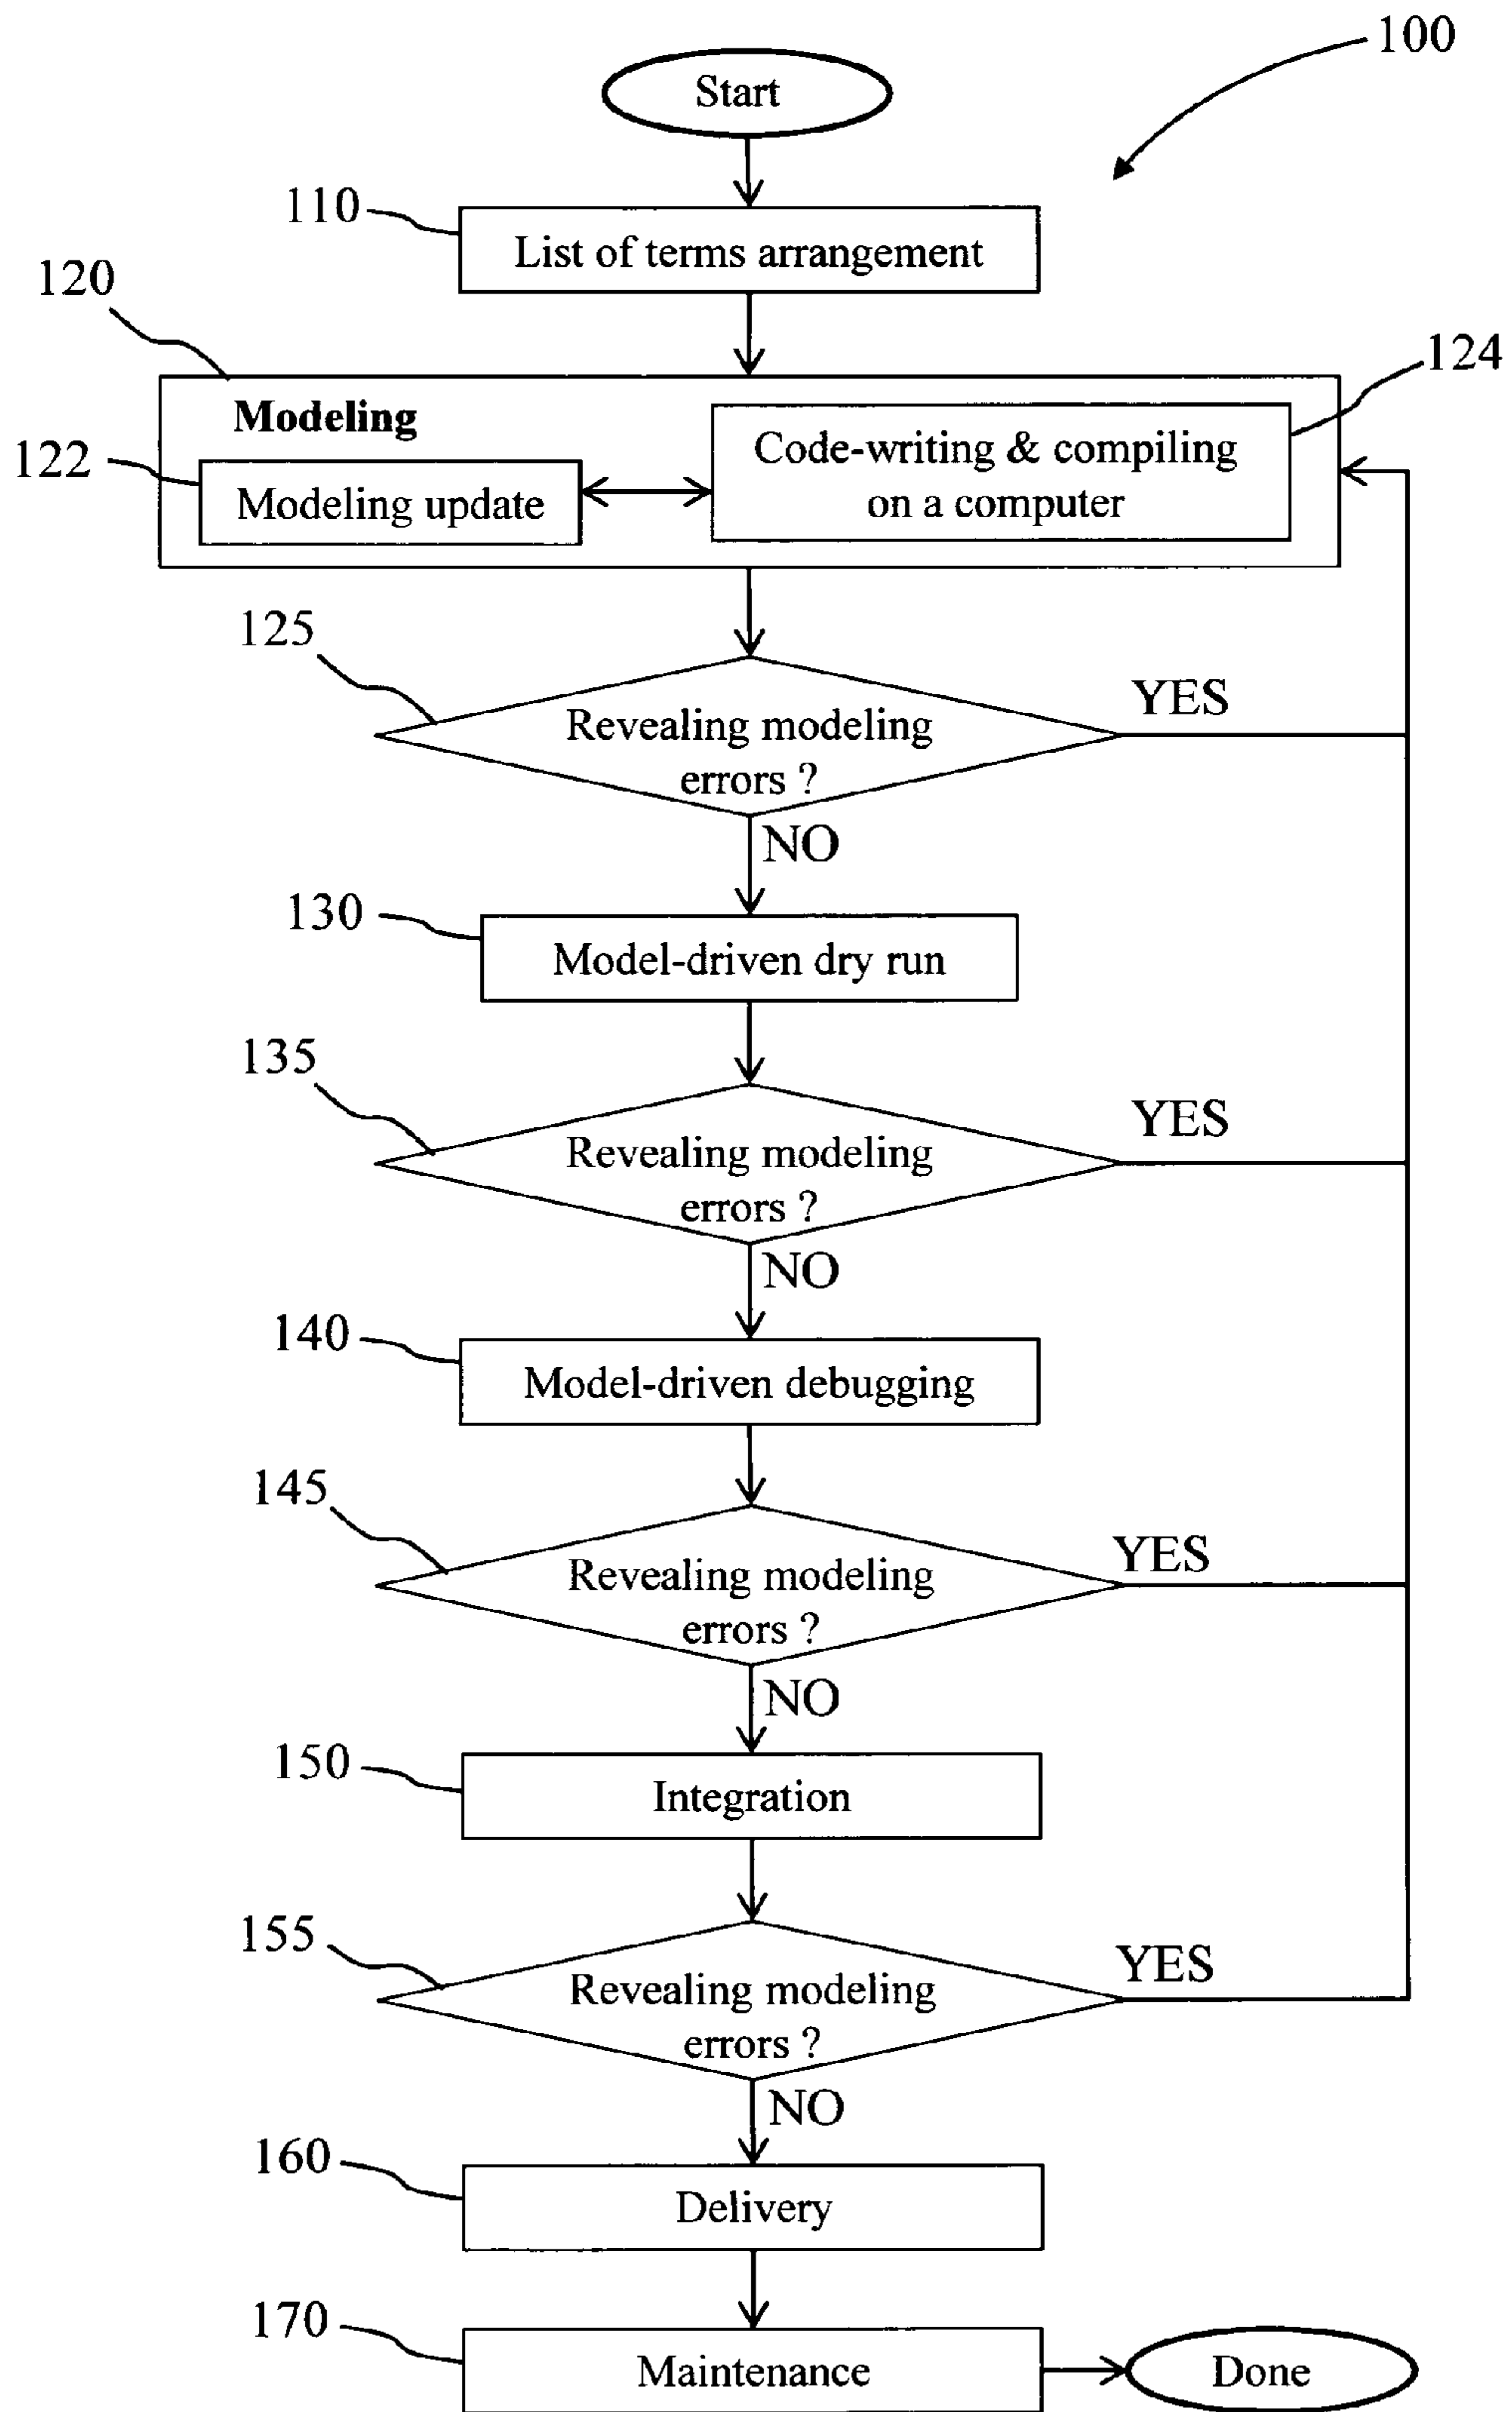 100
Start
110
List of terms arrangement
120
124
Modeling
Code-writing & compiling
on a computer
122
Modeling update
125
YES
Revealing modeling
errors ?
NO
130
Model-driven dry run
135
YES
Revealing modeling
errors ?
NO
140
Model-driven debugging
145
YES
Revealing modeling
errors ?
NO
150
Integration
155
YES
Revealing modeling
errors ?
NO
160
Delivery
170
Maintenance
Done